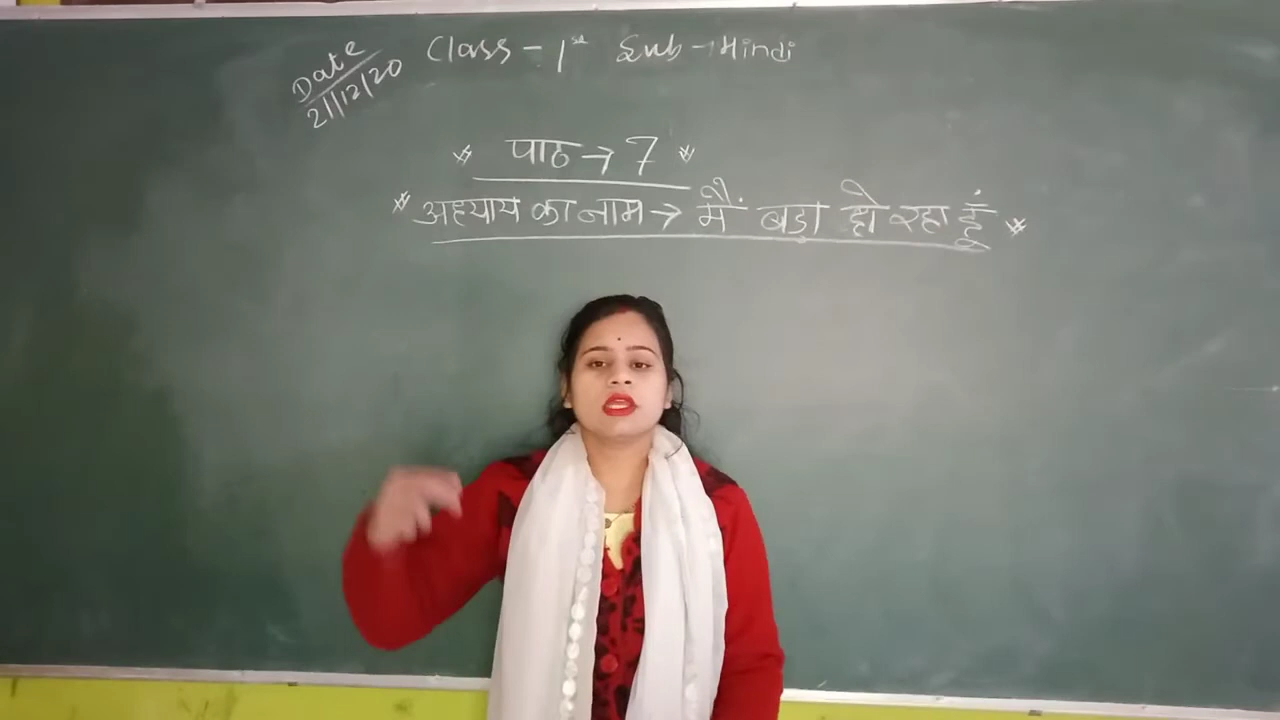 Date
21/12/20
Class - 1st Sub - Hindi
पाठ → 7
अध्याय का नाम → मैं बड़ा हो रहा हूँ